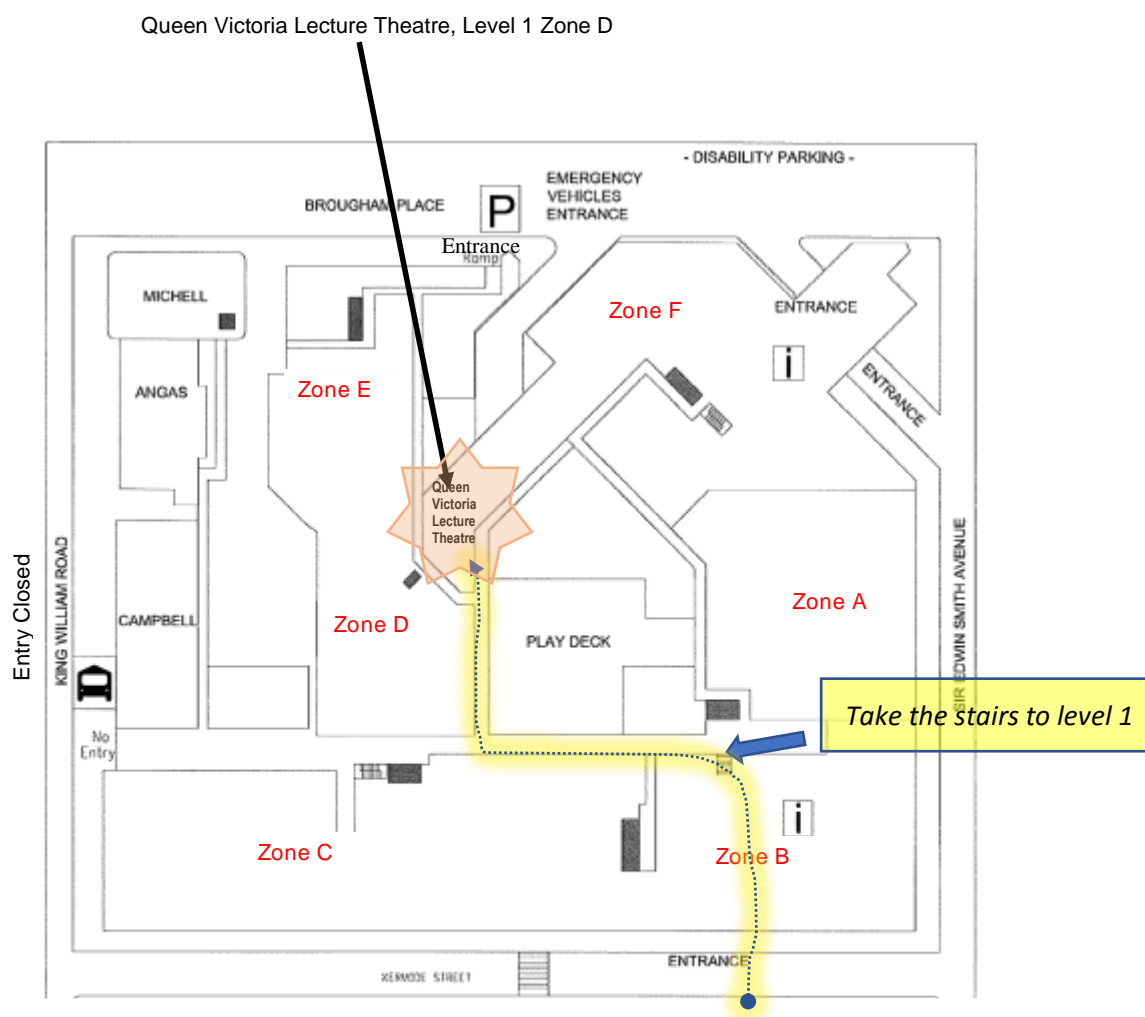 Queen Victoria Lecture Theatre, Level 1 Zone D
- DISABILITY PARKING -
EMERGENCY
VEHICLES
ENTRANCE
BROUGHAM PLACE
P
Entrance
Ramp
MICHELL
Zone F
ENTRANCE
i
ENTRANCE
ANGAS
Zone E
Queen
Victoria
Lecture
Theatre
Entry Closed
KING WILLIAM ROAD
SIR EDWIN SMITH AVENUE
CAMPBELL
Zone D
PLAY DECK
Zone A
Take the stairs to level 1
No
Entry
i
Zone C
Zone B
ENTRANCE
KERMODE STREET